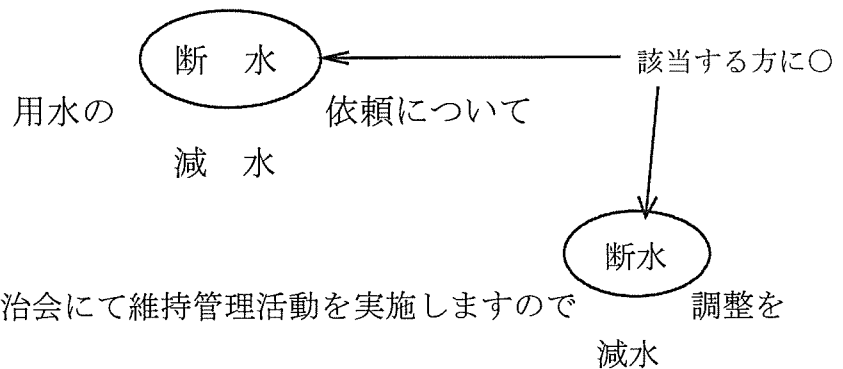 断 水
該当する方に○
用水の 依頼について
減 水
断水
治会にて維持管理活動を実施しますので 調整を
減水